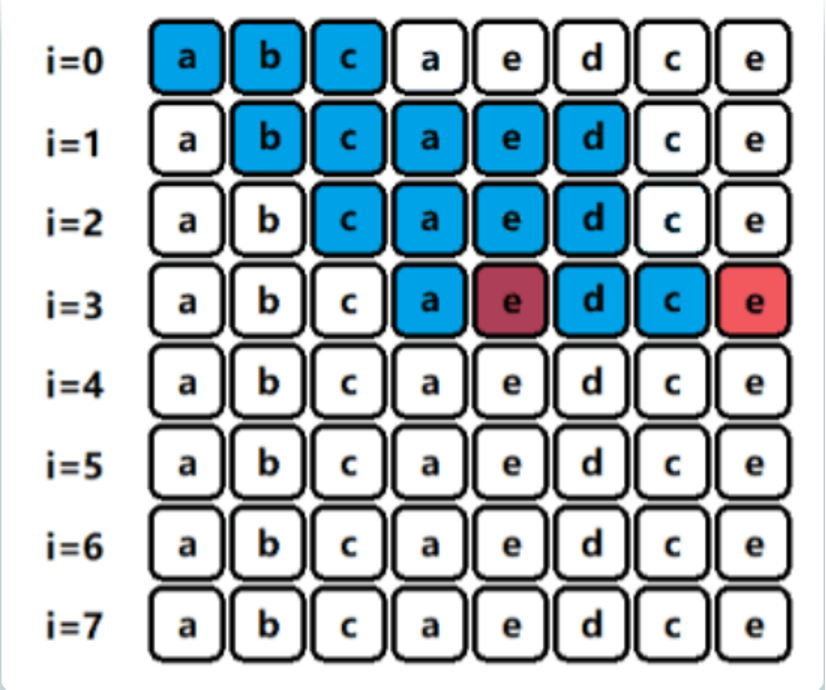 i=0 a b c a e d c e
i=1 a b c a e d c e
i=2 a b c a e d c e
i=3 a b c a e d c e
i=4 a b c a e d c e
i=5 a b c a e d c e
i=6 a b c a e d c e
i=7 a b c a e d c e